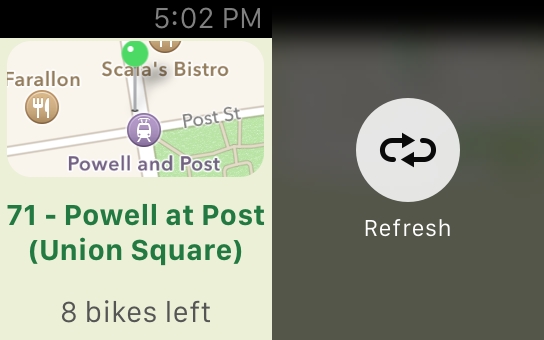 5:02 PM
Farallon
Scala's Bistro
Post St
Powell and Post
71 - Powell at Post
(Union Square)
8 bikes left
Refresh